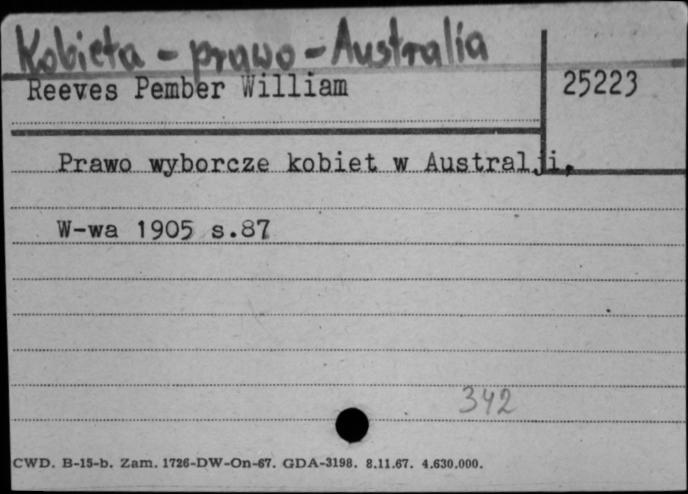 Kobieta - prawo - Australia
Reeves Pember William
25223
Prawo wyborcze kobiet w Australji,
W-wa 1905 s.87
342
CWD. B-15-b. Zam. 1726-DW-On-67. GDA-3198. 8.11.67. 4.630.000.